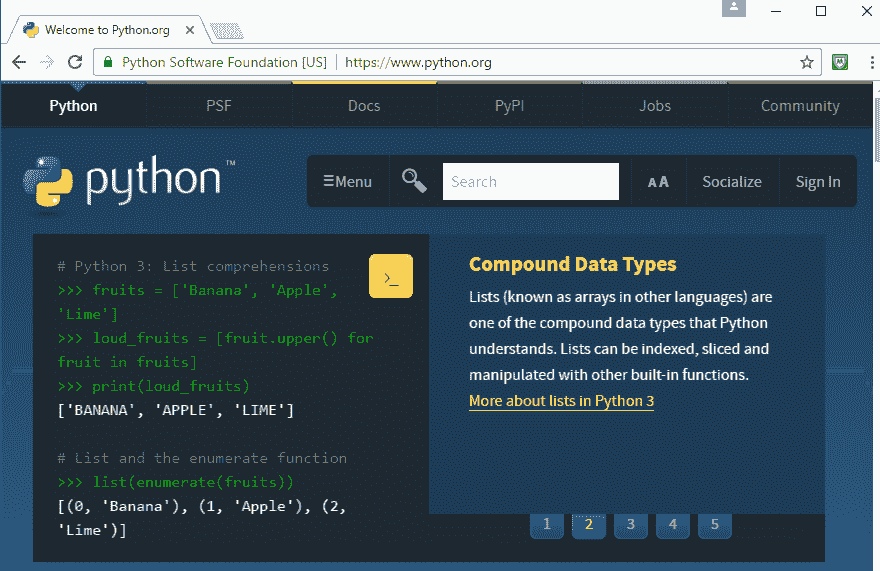 Welcome to Python.org
Python Software Foundation [US]
https://www.python.org
Python
PSF
Docs
PyPI
Jobs
Community
python™
☰Menu
Search
AA
Socialize
Sign In
# Python 3: List comprehensions
>>> fruits = ['Banana', 'Apple',
'Lime']
>>> loud_fruits = [fruit.upper() for
fruit in fruits]
>>> print(loud_fruits)
['BANANA', 'APPLE', 'LIME']
# List and the enumerate function
>>> list(enumerate(fruits))
[(0, 'Banana'), (1, 'Apple'), (2,
'Lime')]
>_
Compound Data Types
Lists (known as arrays in other languages) are
one of the compound data types that Python
understands. Lists can be indexed, sliced and
manipulated with other built-in functions.
More about lists in Python 3
1 2 3 4 5